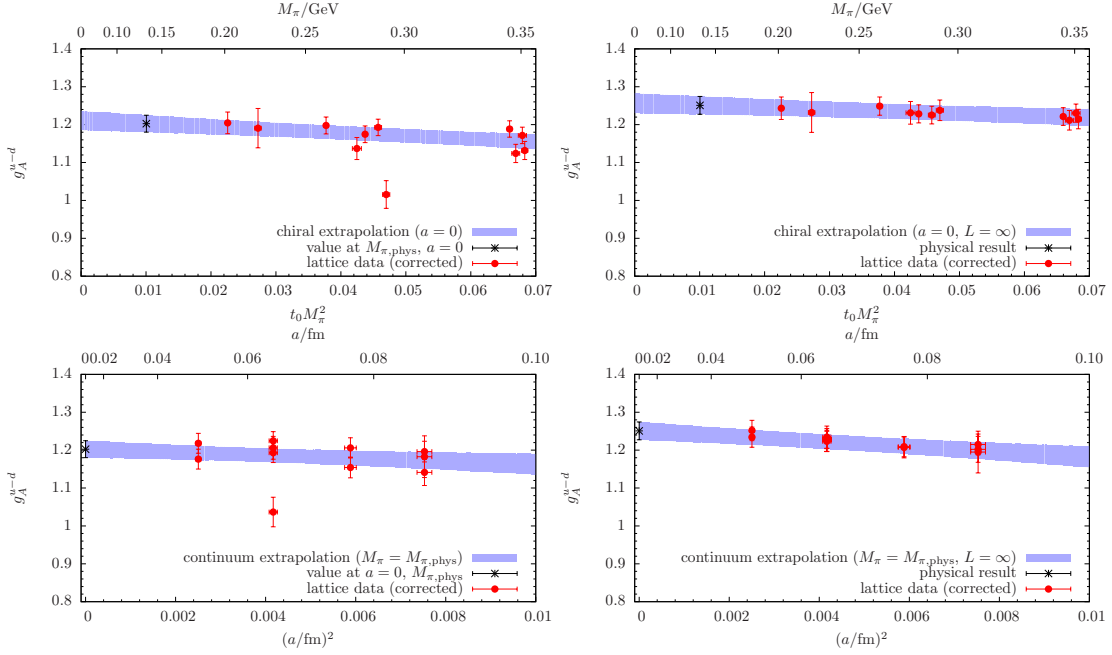 M_π/GeV
0 0.10 0.15 0.20 0.25 0.29 0.35
1.4
1.3
1.2
1.1
1
0.9
0.8
g_A^{u−d}
chiral extrapolation (a = 0)
value at M_{π,phys}, a = 0
lattice data (corrected)
0 0.01 0.02 0.03 0.04 0.05 0.06 0.07
t_0 M_π^2
M_π/GeV
0 0.10 0.15 0.20 0.25 0.29 0.35
1.4
1.3
1.2
1.1
1
0.9
0.8
g_A^{u−d}
chiral extrapolation (a = 0, L = ∞)
physical result
lattice data (corrected)
0 0.01 0.02 0.03 0.04 0.05 0.06 0.07
t_0 M_π^2
a/fm
00.02 0.04 0.06 0.08 0.10
1.4
1.3
1.2
1.1
1
0.9
0.8
g_A^{u−d}
continuum extrapolation (M_π = M_{π,phys})
value at a = 0, M_{π,phys}
lattice data (corrected)
0 0.002 0.004 0.006 0.008 0.01
(a/fm)^2
a/fm
0 0.02 0.04 0.06 0.08 0.10
1.4
1.3
1.2
1.1
1
0.9
0.8
g_A^{u−d}
continuum extrapolation (M_π = M_{π,phys}, L = ∞)
physical result
lattice data (corrected)
0 0.002 0.004 0.006 0.008 0.01
(a/fm)^2